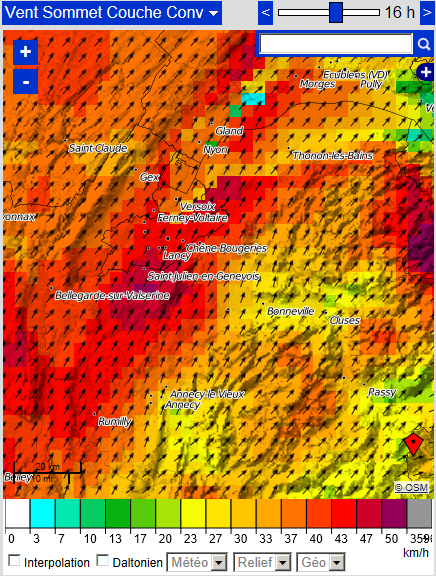 Vent Sommet Couche Conv
< 16 h >
+
-
+
Ecublens (VD)
Morges Pully
Gland
Saint-Claude Nyon Thonon-les-Bains
Gex
Versoix
Ferney-Voltaire
Chêne-Bougeries
Lancy
Saint-Julien-en-Genevois
Bellegarde-sur-Valserine
Bonneville
Cluses
Annecy-le-Vieux Passy
Annecy
Rumilly
Belley
20 km
10 mi
© OSM
0 3 7 10 13 17 20 23 27 30 33 37 40 43 47 50
km/h
Interpolation Daltonien Météo Relief Géo